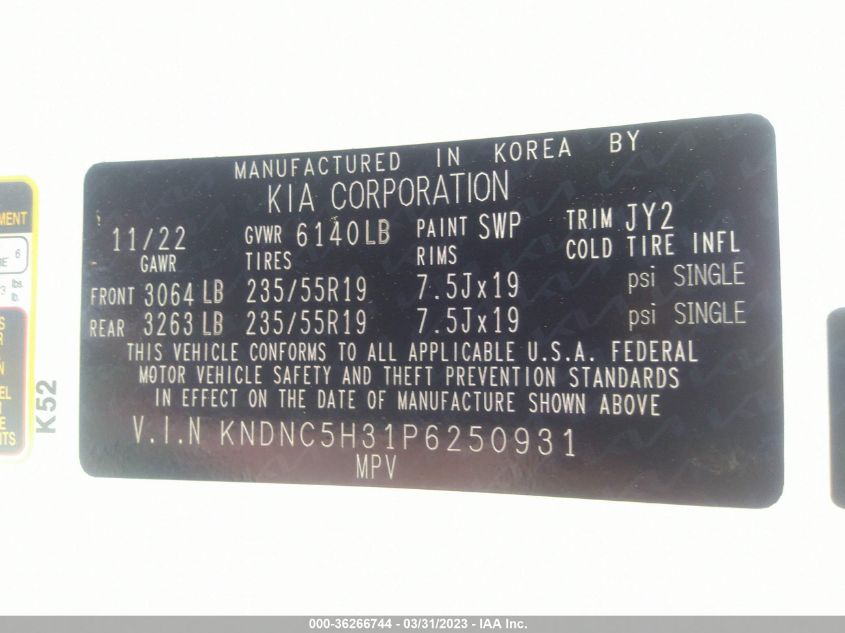 MANUFACTURED IN KOREA BY
KIA CORPORATION
11/22 GVWR 6140LB PAINT SWP TRIM JY2
GAWR TIRES RIMS COLD TIRE INFL
FRONT 3064 LB 235/55R19 7.5Jx19 psi SINGLE
REAR 3263 LB 235/55R19 7.5Jx19 psi SINGLE
THIS VEHICLE CONFORMS TO ALL APPLICABLE U.S.A. FEDERAL
MOTOR VEHICLE SAFETY AND THEFT PREVENTION STANDARDS
IN EFFECT ON THE DATE OF MANUFACTURE SHOWN ABOVE
V.I.N KNDNC5H31P6250931
MPV
K52
000-36266744 / 03/31/2023 - IAA Inc.